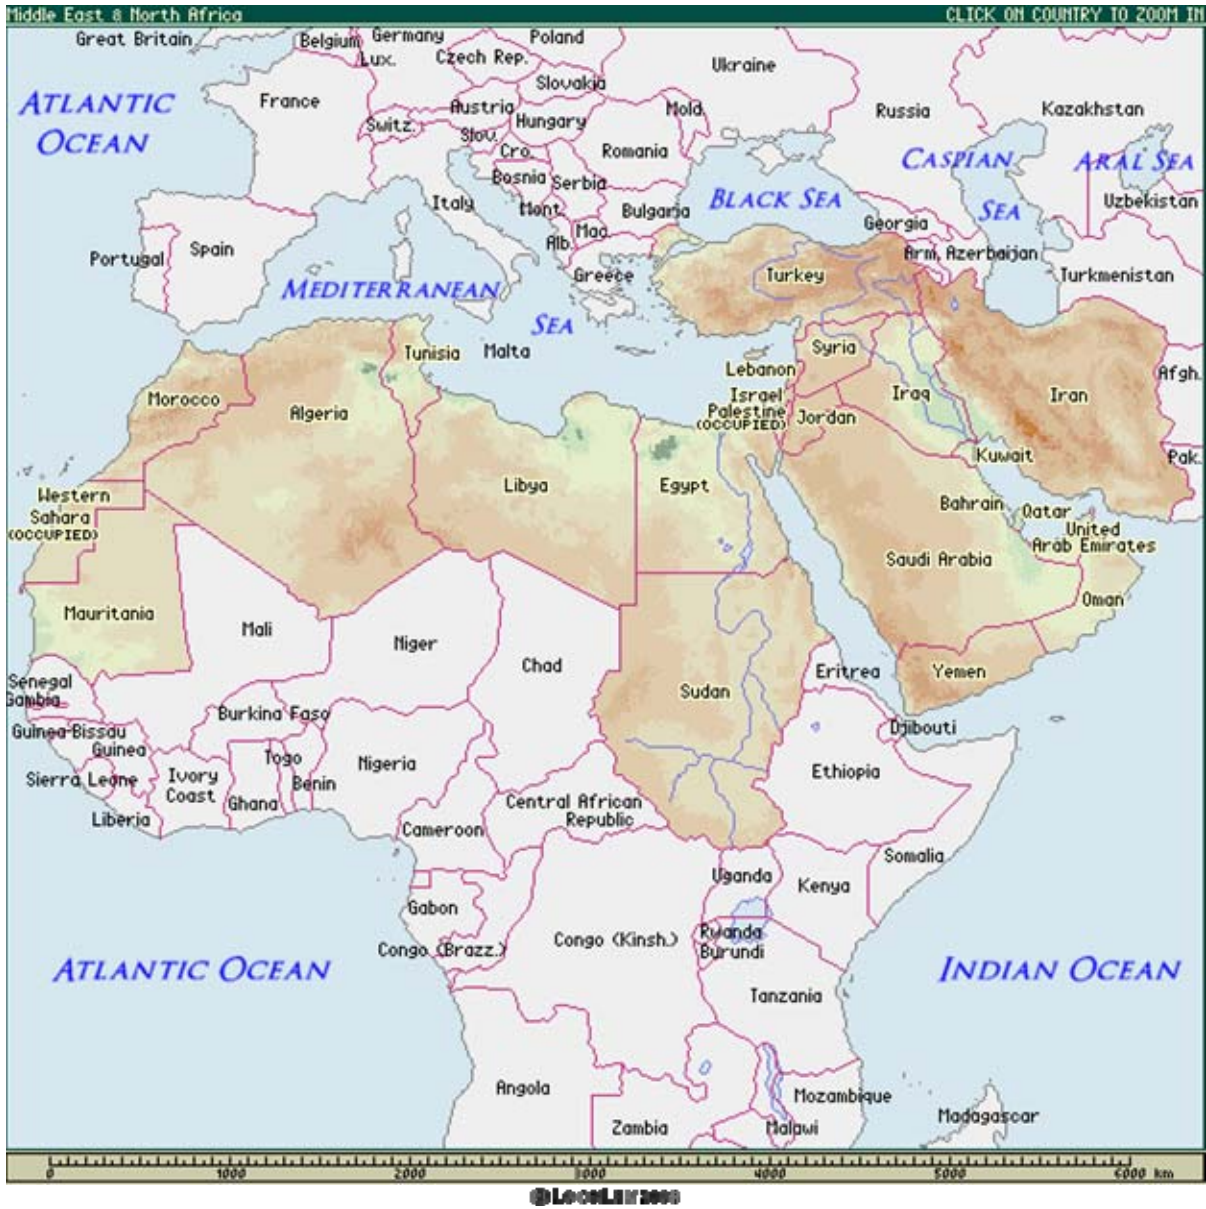 Middle East & North Africa
CLICK ON COUNTRY TO ZOOM IN
Great Britain
Belgium
Germany
Poland
Lux.
Czech Rep.
Ukraine
Slovakia
ATLANTIC
OCEAN
France
Austria
Mold.
Russia
Kazakhstan
Switz.
Hungary
Slov.
Cro.
Romania
CASPIAN
SEA
ARAL SEA
Bosnia
Serbia
BLACK SEA
Uzbekistan
Italy
Mont.
Bulgaria
Georgia
Mac.
Alb.
Portugal
Spain
Arm.
Azerbaijan
Greece
Turkey
Turkmenistan
MEDITERRANEAN
SEA
Malta
Tunisia
Syria
Lebanon
Afgh.
Morocco
Algeria
Israel
Palestine
(OCCUPIED)
Jordan
Iraq
Iran
Kuwait
Pak.
Western
Sahara
(OCCUPIED)
Libya
Egypt
Bahrain
Qatar
United
Arab Emirates
Saudi Arabia
Oman
Mauritania
Mali
Niger
Chad
Sudan
Eritrea
Yemen
Senegal
Gambia
Burkina Faso
Guinea-Bissau
Guinea
Djibouti
Togo
Nigeria
Ethiopia
Sierra Leone
Ivory
Coast
Benin
Ghana
Central African
Republic
Liberia
Cameroon
Somalia
Uganda
Kenya
Gabon
Rwanda
Congo (Brazz.)
Congo (Kinsh.)
Burundi
ATLANTIC OCEAN
INDIAN OCEAN
Tanzania
Angola
Mozambique
Zambia
Malawi
Madagascar
0 1000 2000 3000 4000 5000 6000 km